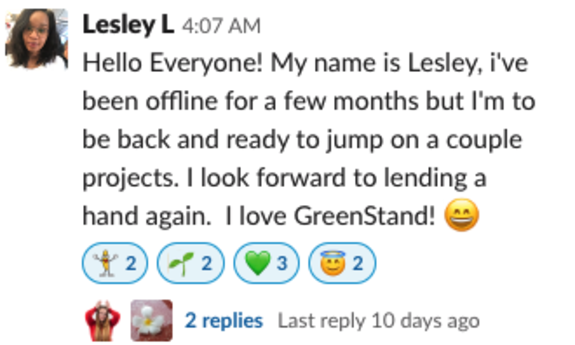 Lesley L 4:07 AM
Hello Everyone! My name is Lesley, i've
been offline for a few months but I'm to
be back and ready to jump on a couple
projects. I look forward to lending a
hand again. I love GreenStand! 😄
2 2 3 2
2 replies Last reply 10 days ago